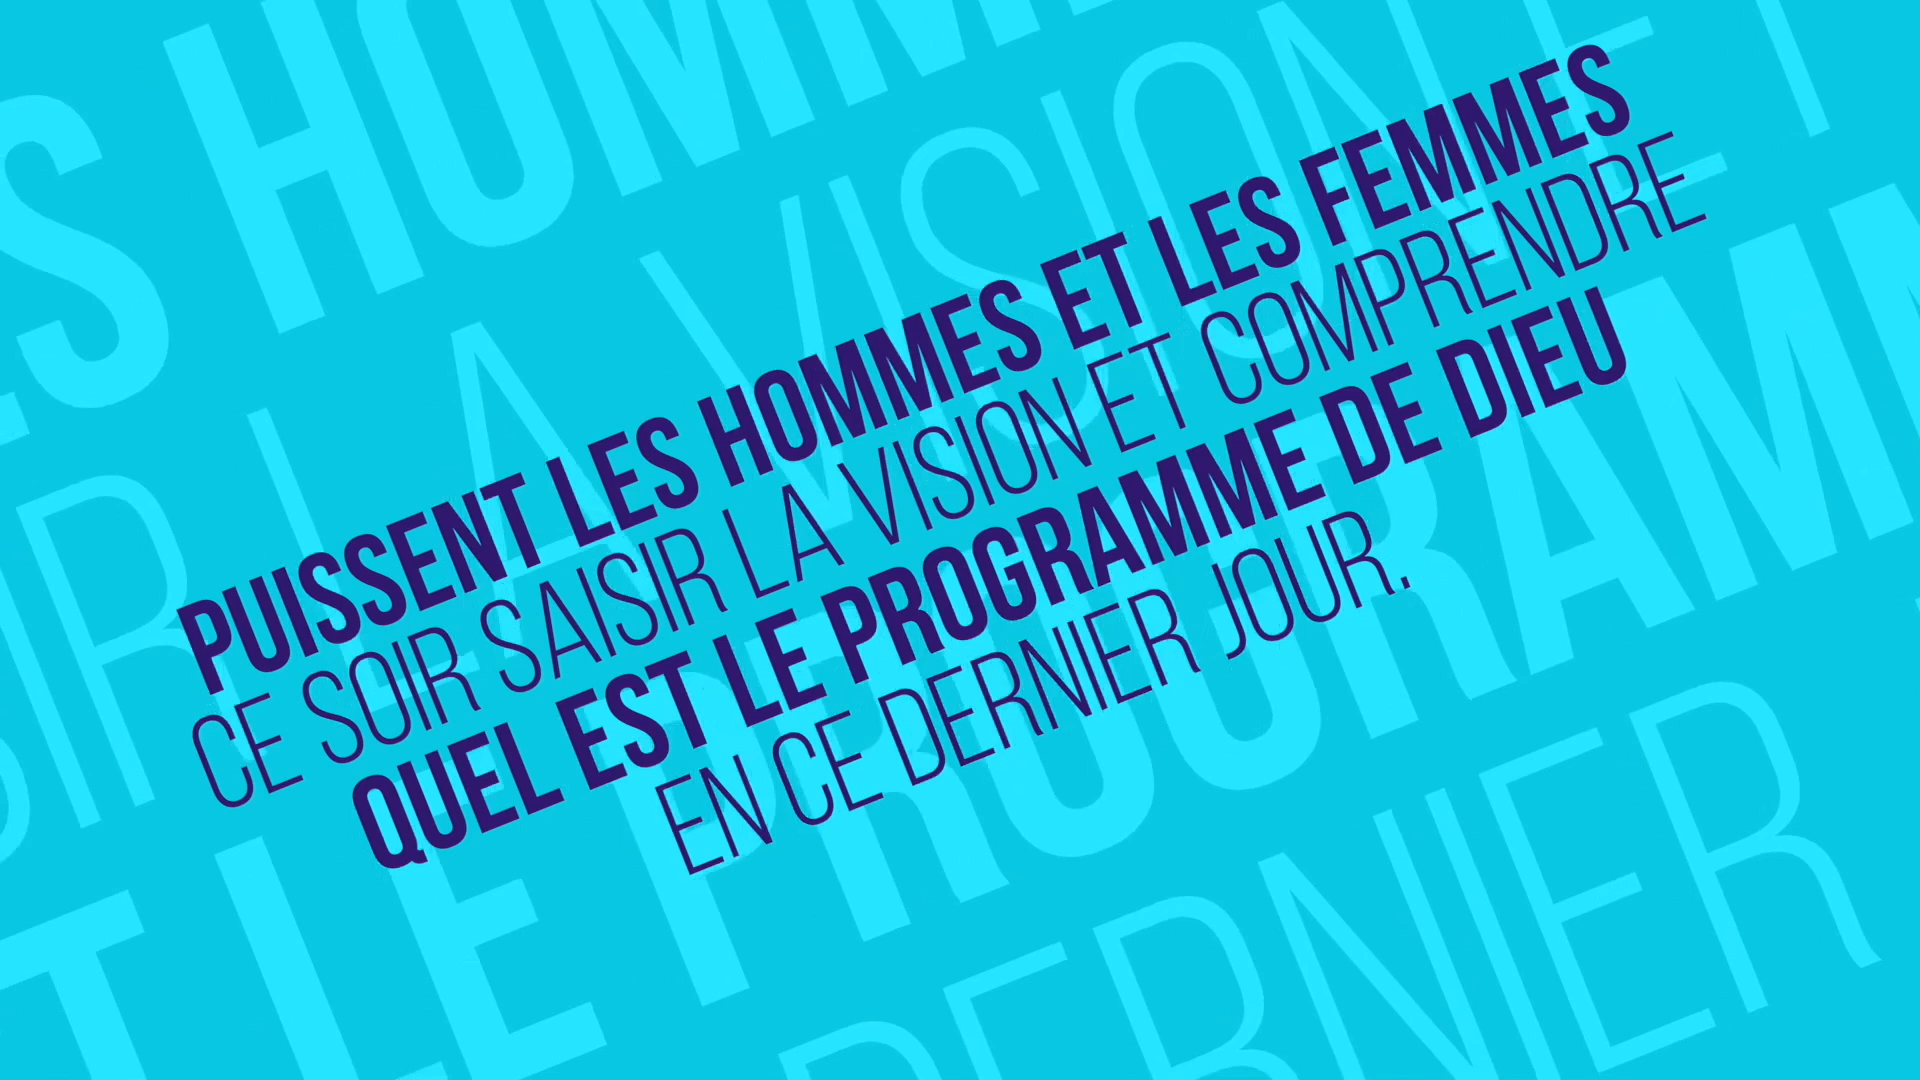 PUISSENT LES HOMMES ET LES FEMMES
CE SOIR SAISIR LA VISION ET COMPRENDRE
QUEL EST LE PROGRAMME DE DIEU
EN CE DERNIER JOUR.